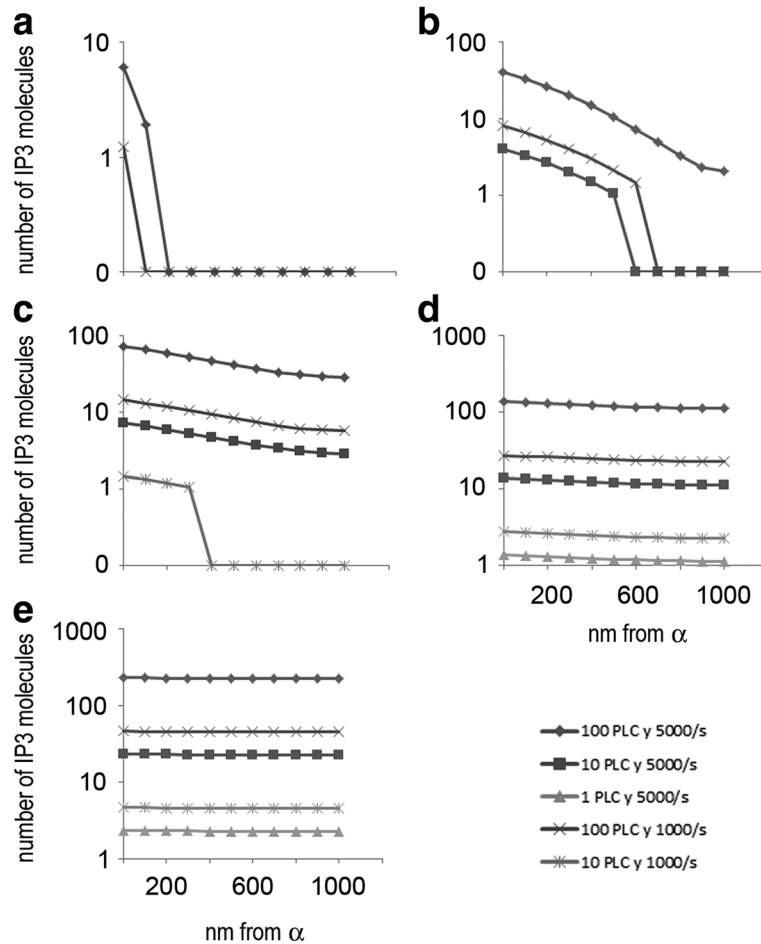 a
10
1
0
number of IP3 molecules
b
100
10
1
0
c
100
10
1
0
number of IP3 molecules
d
1000
100
10
1
200
600
1000
nm from α
e
1000
100
10
1
number of IP3 molecules
200
600
1000
nm from α
100 PLC y 5000/s
10 PLC y 5000/s
1 PLC y 5000/s
100 PLC y 1000/s
10 PLC y 1000/s